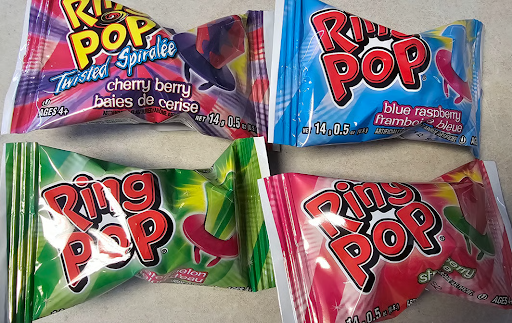 Ring
POP
Twisted Spiralée
cherry berry
baies de cerise
AGES 4+
NET 14 g, 0.5
Ring
POP
blue raspberry
framboise bleue
NET 14 g, 0.5
Ring
POP
Ring
POP
14 g, 0.5